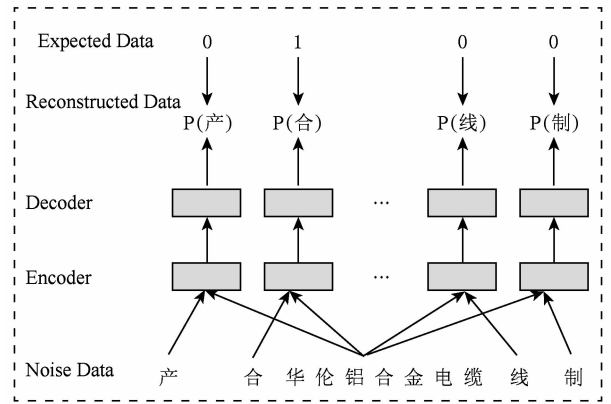 Expected Data 0 1 0 0
Reconstructed Data
P(产) P(合) P(线) P(制)
Decoder ...
Encoder ...
Noise Data 产 合 华 伦 铝 合 金 电 缆 线 制